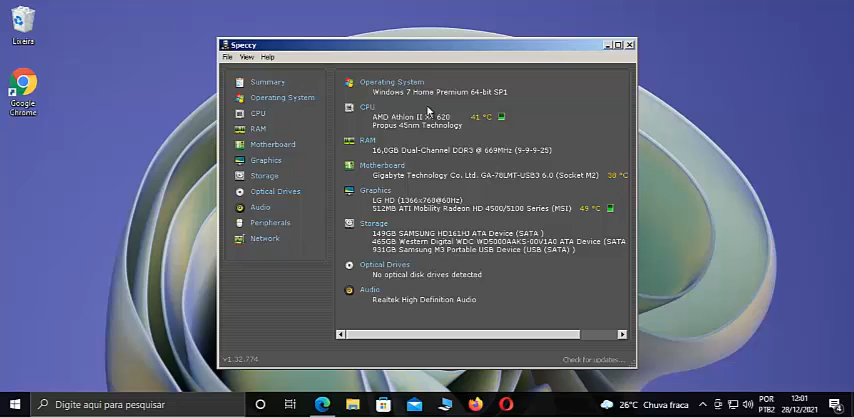 Lixeira
Google
Chrome
Speccy
File View Help
Summary
Operating System
CPU
RAM
Motherboard
Graphics
Storage
Optical Drives
Audio
Peripherals
Network
Operating System
Windows 7 Home Premium 64-bit SP1
CPU
AMD Athlon II X4 620 41 °C
Propus 45nm Technology
RAM
16,0GB Dual-Channel DDR3 @ 669MHz (9-9-9-25)
Motherboard
Gigabyte Technology Co. Ltd. GA-78LMT-USB3 6.0 (Socket M2) 38 °C
Graphics
LG HD (1366x768@60Hz)
512MB ATI Mobility Radeon HD 4500/5100 Series (MSI) 49 °C
Storage
149GB SAMSUNG HD161HJ ATA Device (SATA )
465GB Western Digital WDC WD5000AAKS-00V1A0 ATA Device (SATA )
931GB Samsung M3 Portable USB Device (USB (SATA) )
Optical Drives
No optical disk drives detected
Audio
Realtek High Definition Audio
v1.32.774
Check for updates...
Digite aqui para pesquisar
26°C Chuva fraca
POR
PTB2
12:01
28/12/2021
4